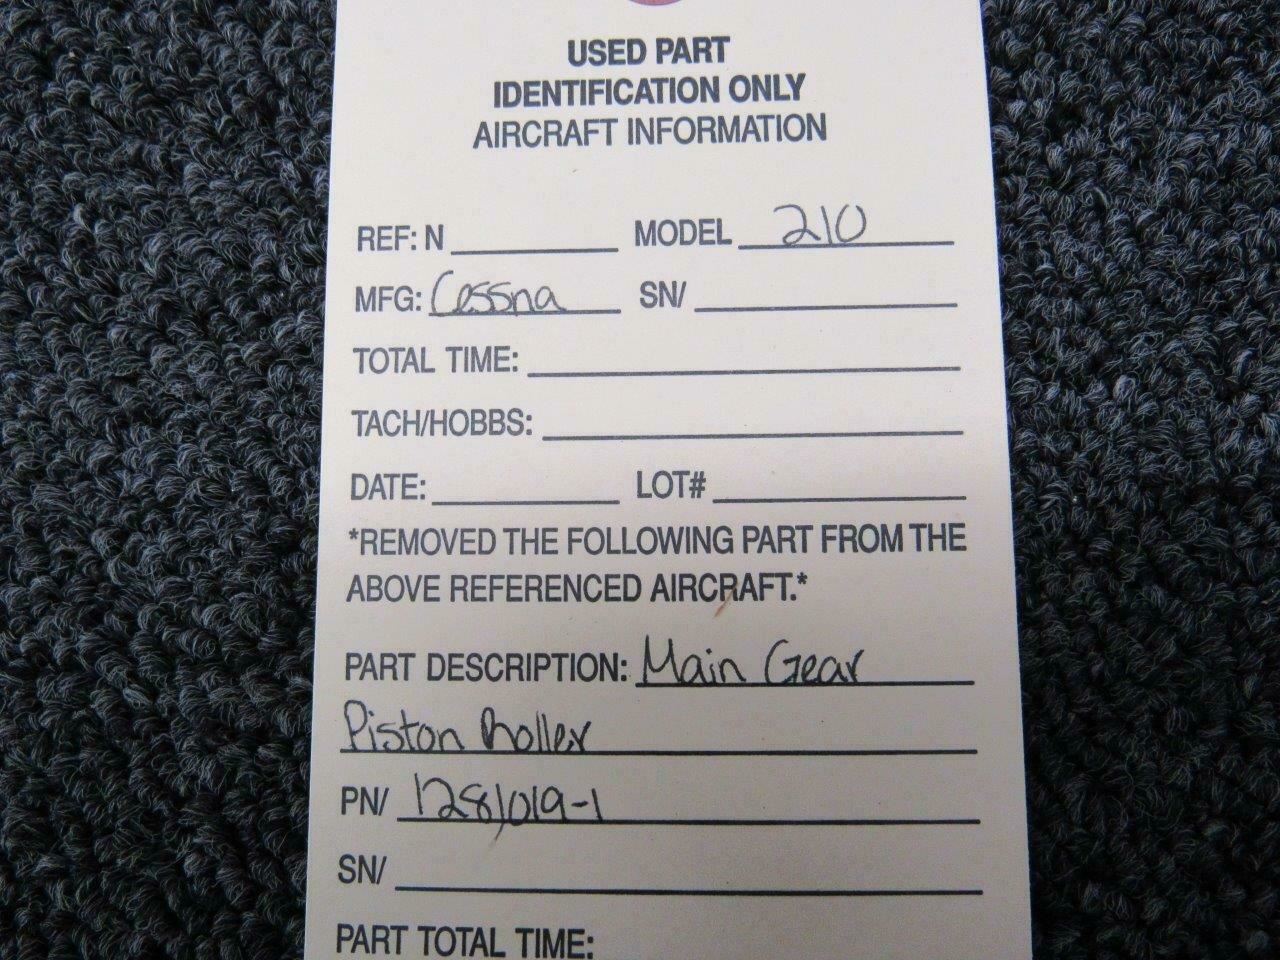 USED PART
IDENTIFICATION ONLY
AIRCRAFT INFORMATION
REF: N MODEL 210
MFG: Cessna SN/
TOTAL TIME:
TACH/HOBBS:
DATE: LOT#
*REMOVED THE FOLLOWING PART FROM THE
ABOVE REFERENCED AIRCRAFT.*
PART DESCRIPTION: Main Gear
Piston Roller
PN/ 1281019-1
SN/
PART TOTAL TIME: